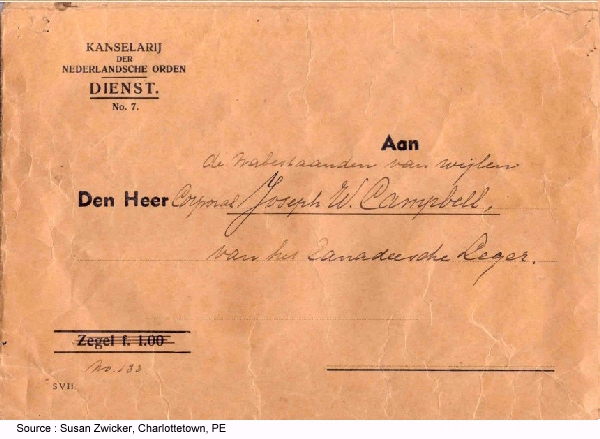 KANSELARIJ
DER
NEDERLANDSCHE ORDEN
DIENST.
No. 7.
Aan
de nabestaanden van wijlen
Den Heer Corporal Joseph W. Campbell,
van het Canadeesche Leger.
Zegel f. 1.00
No. 133
SVII.
Source : Susan Zwicker, Charlottetown, PE